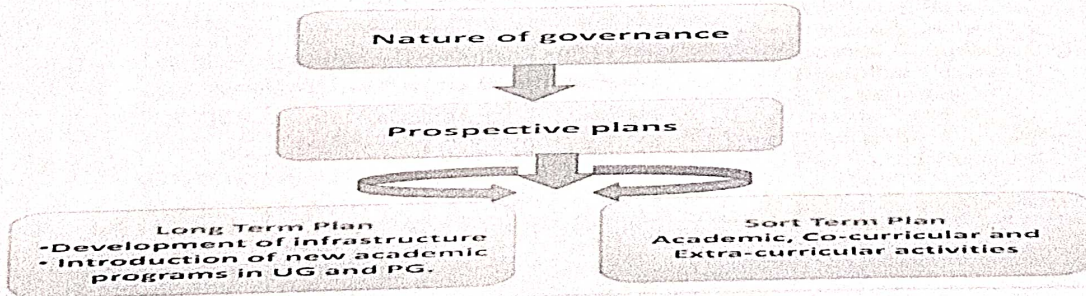 Nature of governance
Prospective plans
Long Term Plan
•Development of infrastructure
• Introduction of new academic
programs in UG and PG.
Sort Term Plan
Academic, Co-curricular and
Extra-curricular activities